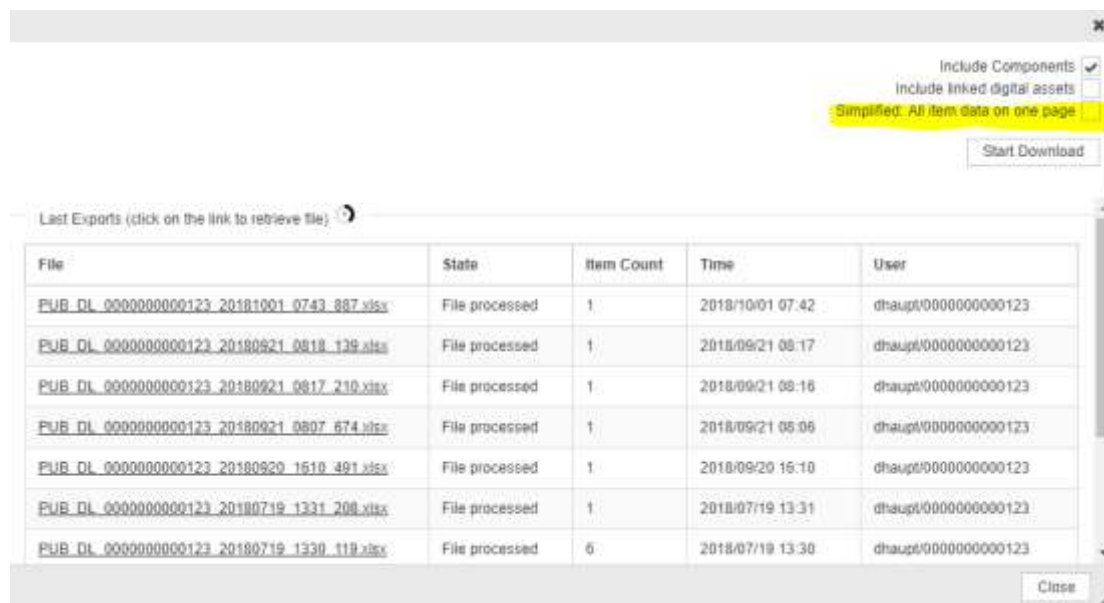 Include Components
Include linked digital assets
Simplified: All item data on one page
Start Download
Last Exports (click on the link to retrieve file)
File State Item Count Time User
PUB_DL_0000000000123_20181001_0743_887.xlsx File processed 1 2018/10/01 07:42 dhaupt/0000000000123
PUB_DL_0000000000123_20180921_0818_139.xlsx File processed 1 2018/09/21 08:17 dhaupt/0000000000123
PUB_DL_0000000000123_20180921_0817_210.xlsx File processed 1 2018/09/21 08:16 dhaupt/0000000000123
PUB_DL_0000000000123_20180921_0807_674.xlsx File processed 1 2018/09/21 08:06 dhaupt/0000000000123
PUB_DL_0000000000123_20180920_1610_491.xlsx File processed 1 2018/09/20 16:10 dhaupt/0000000000123
PUB_DL_0000000000123_20180719_1331_208.xlsx File processed 1 2018/07/19 13:31 dhaupt/0000000000123
PUB_DL_0000000000123_20180719_1330_119.xlsx File processed 6 2018/07/19 13:30 dhaupt/0000000000123
Close